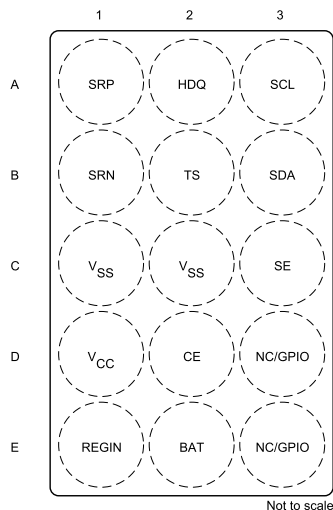 1 2 3
A SRP HDQ SCL
B SRN TS SDA
C VSS VSS SE
D VCC CE NC/GPIO
E REGIN BAT NC/GPIO
Not to scale